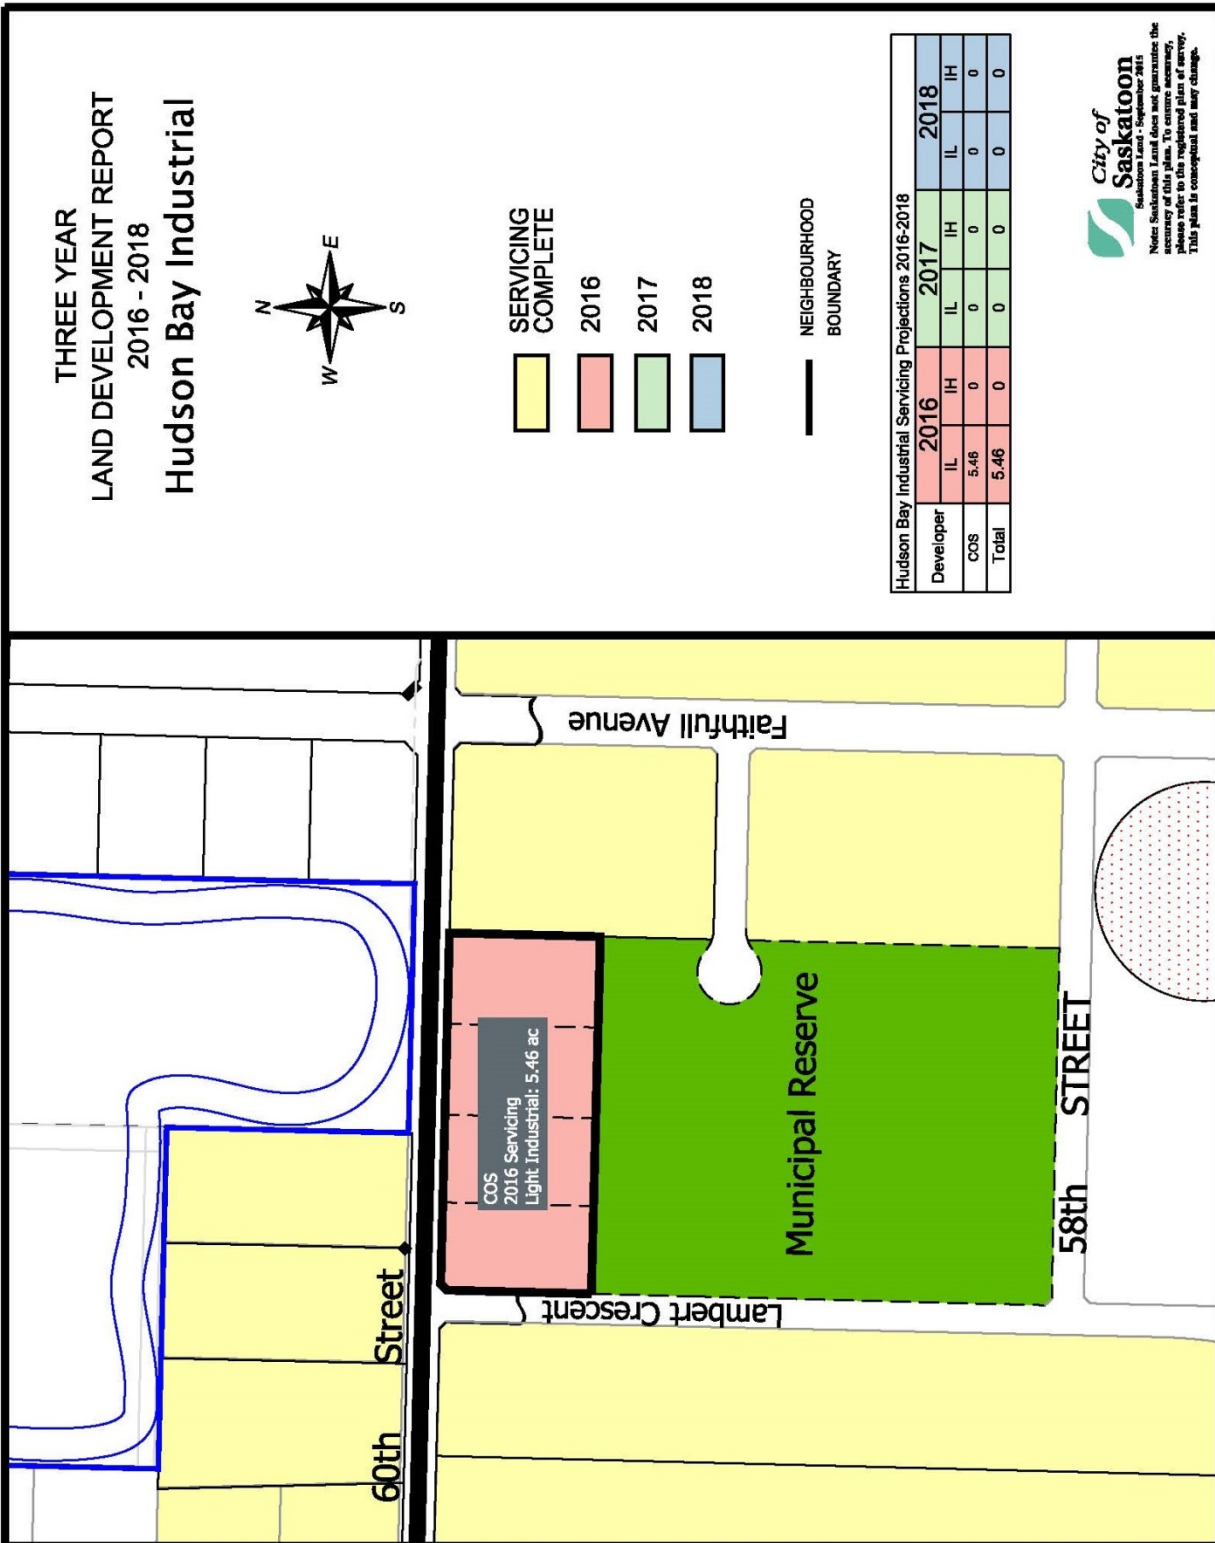 THREE YEAR
LAND DEVELOPMENT REPORT
2016 - 2018
Hudson Bay Industrial
N
W
E
S
SERVICING
COMPLETE
2016
2017
2018
NEIGHBOURHOOD
BOUNDARY
Hudson Bay Industrial Servicing Projections 2016-2018
Developer 2016 2017 2018
IL IH IL IH IL IH
COS 5.46 0 0 0 0 0
Total 5.46 0 0 0 0 0
City of
Saskatoon
Saskatoon Land - September 2015
Note: Saskatoon Land does not guarantee the
accuracy of this plan. To ensure accuracy,
please refer to the registered plan of survey.
This plan is conceptual and may change.
60th Street
COS
2016 Servicing
Light Industrial: 5.46 ac
Faithfull Avenue
Lambert Crescent
Municipal Reserve
58th STREET